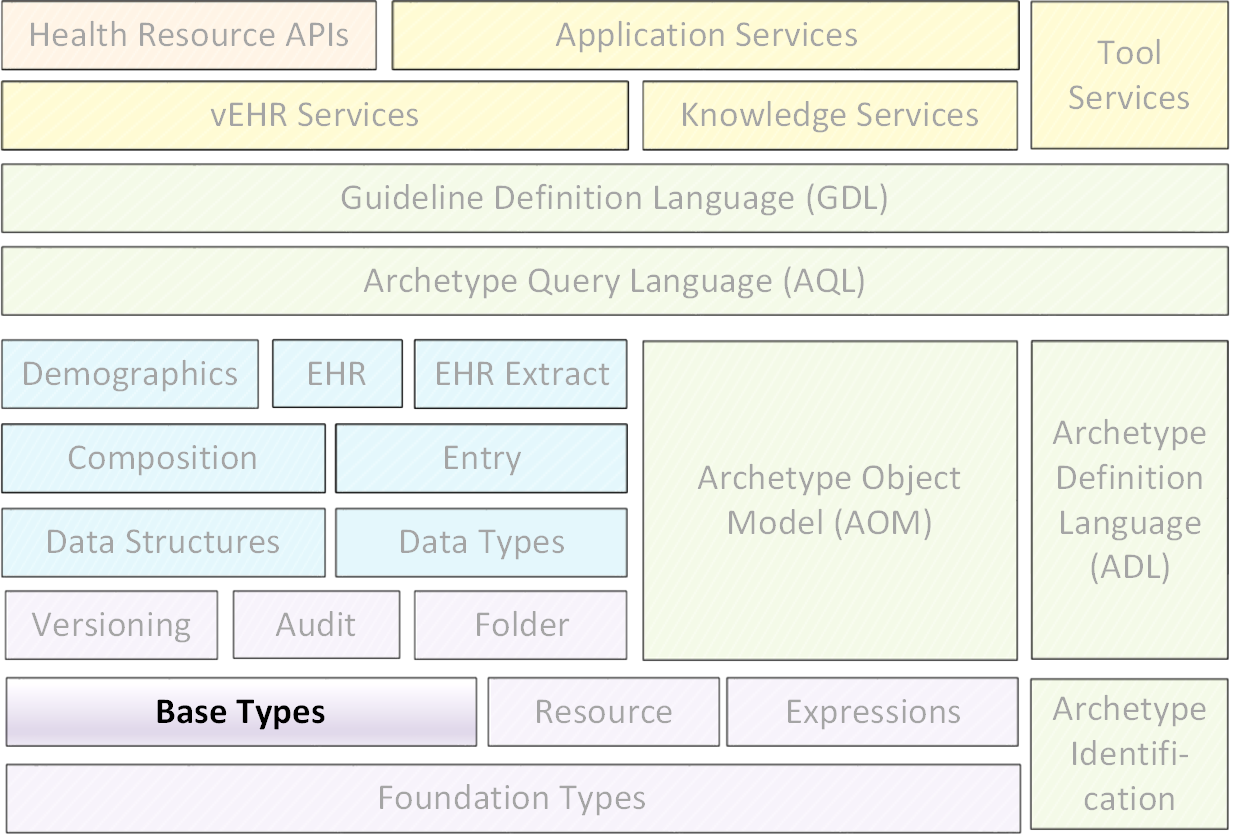 Health Resource APIs
Application Services
Tool
Services
vEHR Services
Knowledge Services
Guideline Definition Language (GDL)
Archetype Query Language (AQL)
Demographics
EHR
EHR Extract
Composition
Entry
Data Structures
Data Types
Versioning
Audit
Folder
Archetype Object
Model (AOM)
Archetype
Definition
Language
(ADL)
Base Types
Resource
Expressions
Foundation Types
Archetype
Identifi-
cation